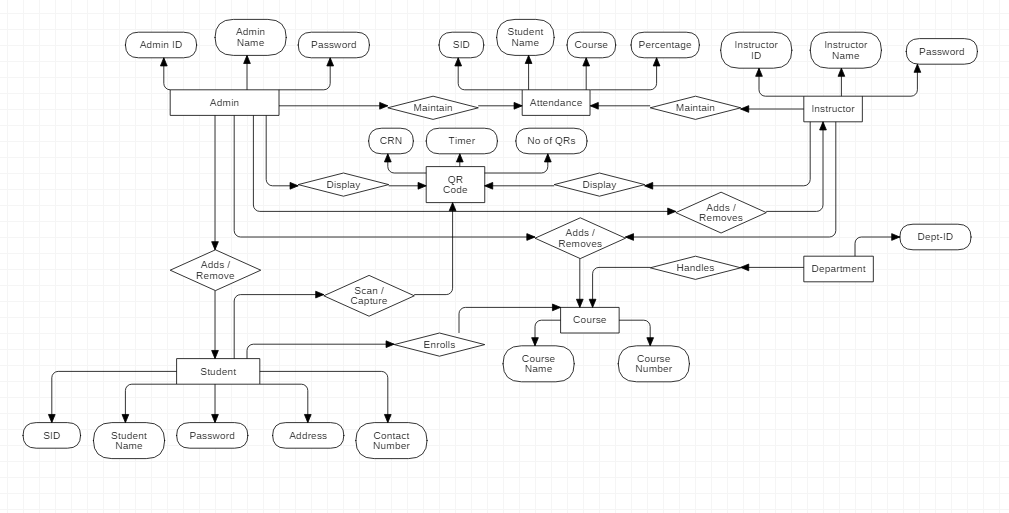 Admin ID
Admin
Name
Password
SID
Student
Name
Course
Percentage
Instructor
ID
Instructor
Name
Password
Admin
Maintain
Attendance
Maintain
Instructor
CRN
Timer
No of QRs
Display
QR
Code
Display
Adds /
Removes
Adds /
Removes
Dept-ID
Adds /
Remove
Scan /
Capture
Handles
Department
Course
Enrolls
Student
Course
Name
Course
Number
SID
Student
Name
Password
Address
Contact
Number